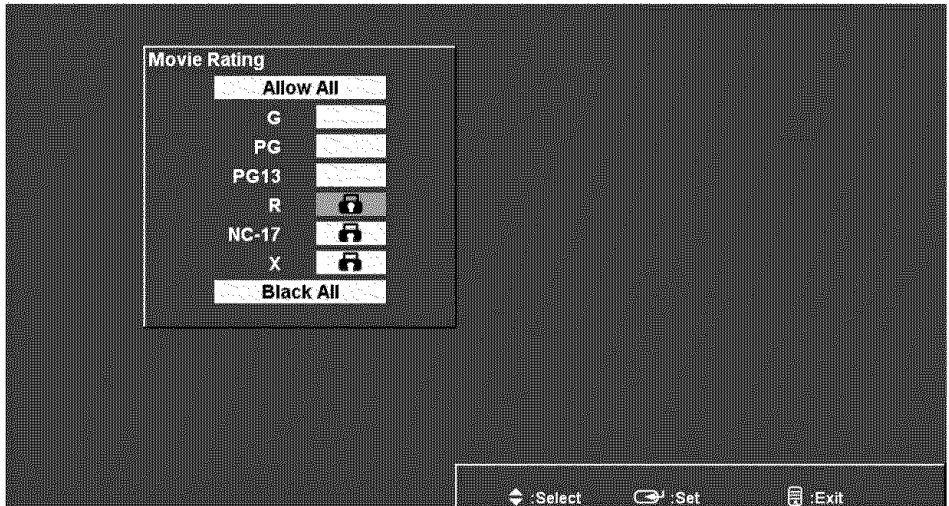 Movie Rating
Allow All
G
PG
PG13
R
NC-17
X
Black All
:Select :Set :Exit